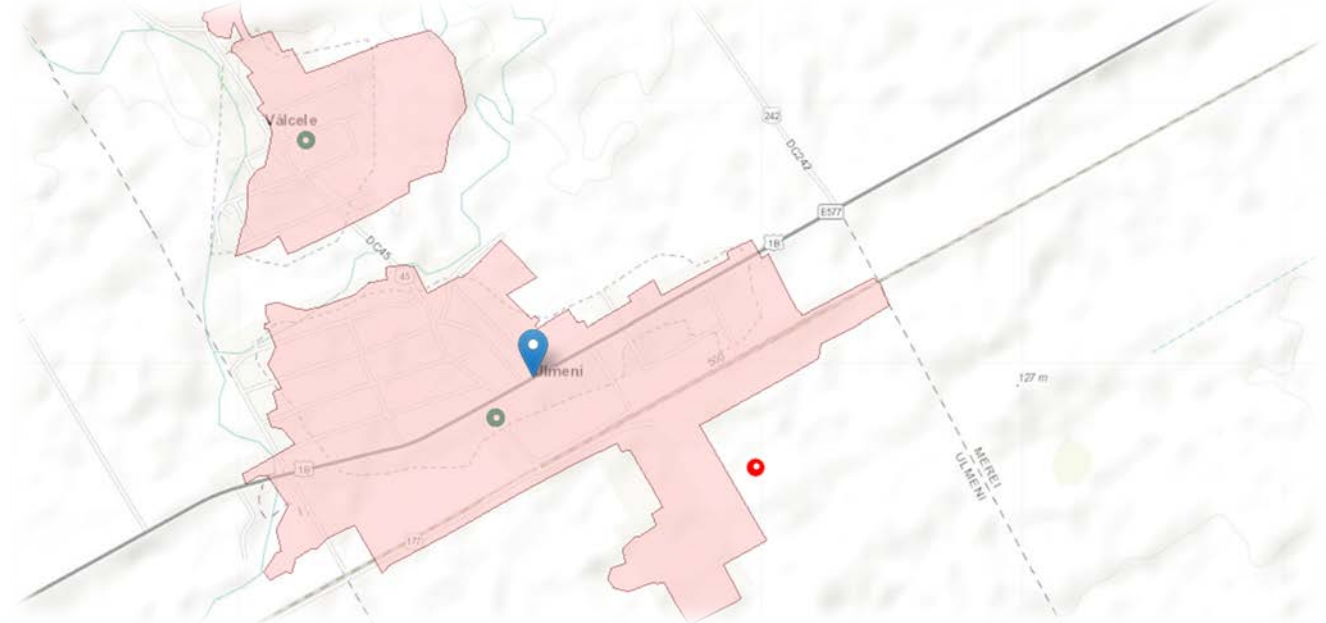 242
Vâlcele
DC242
E577
1B
DC45
45
500
Ulmeni
127 m
1B
MEREI
ULMENI
177